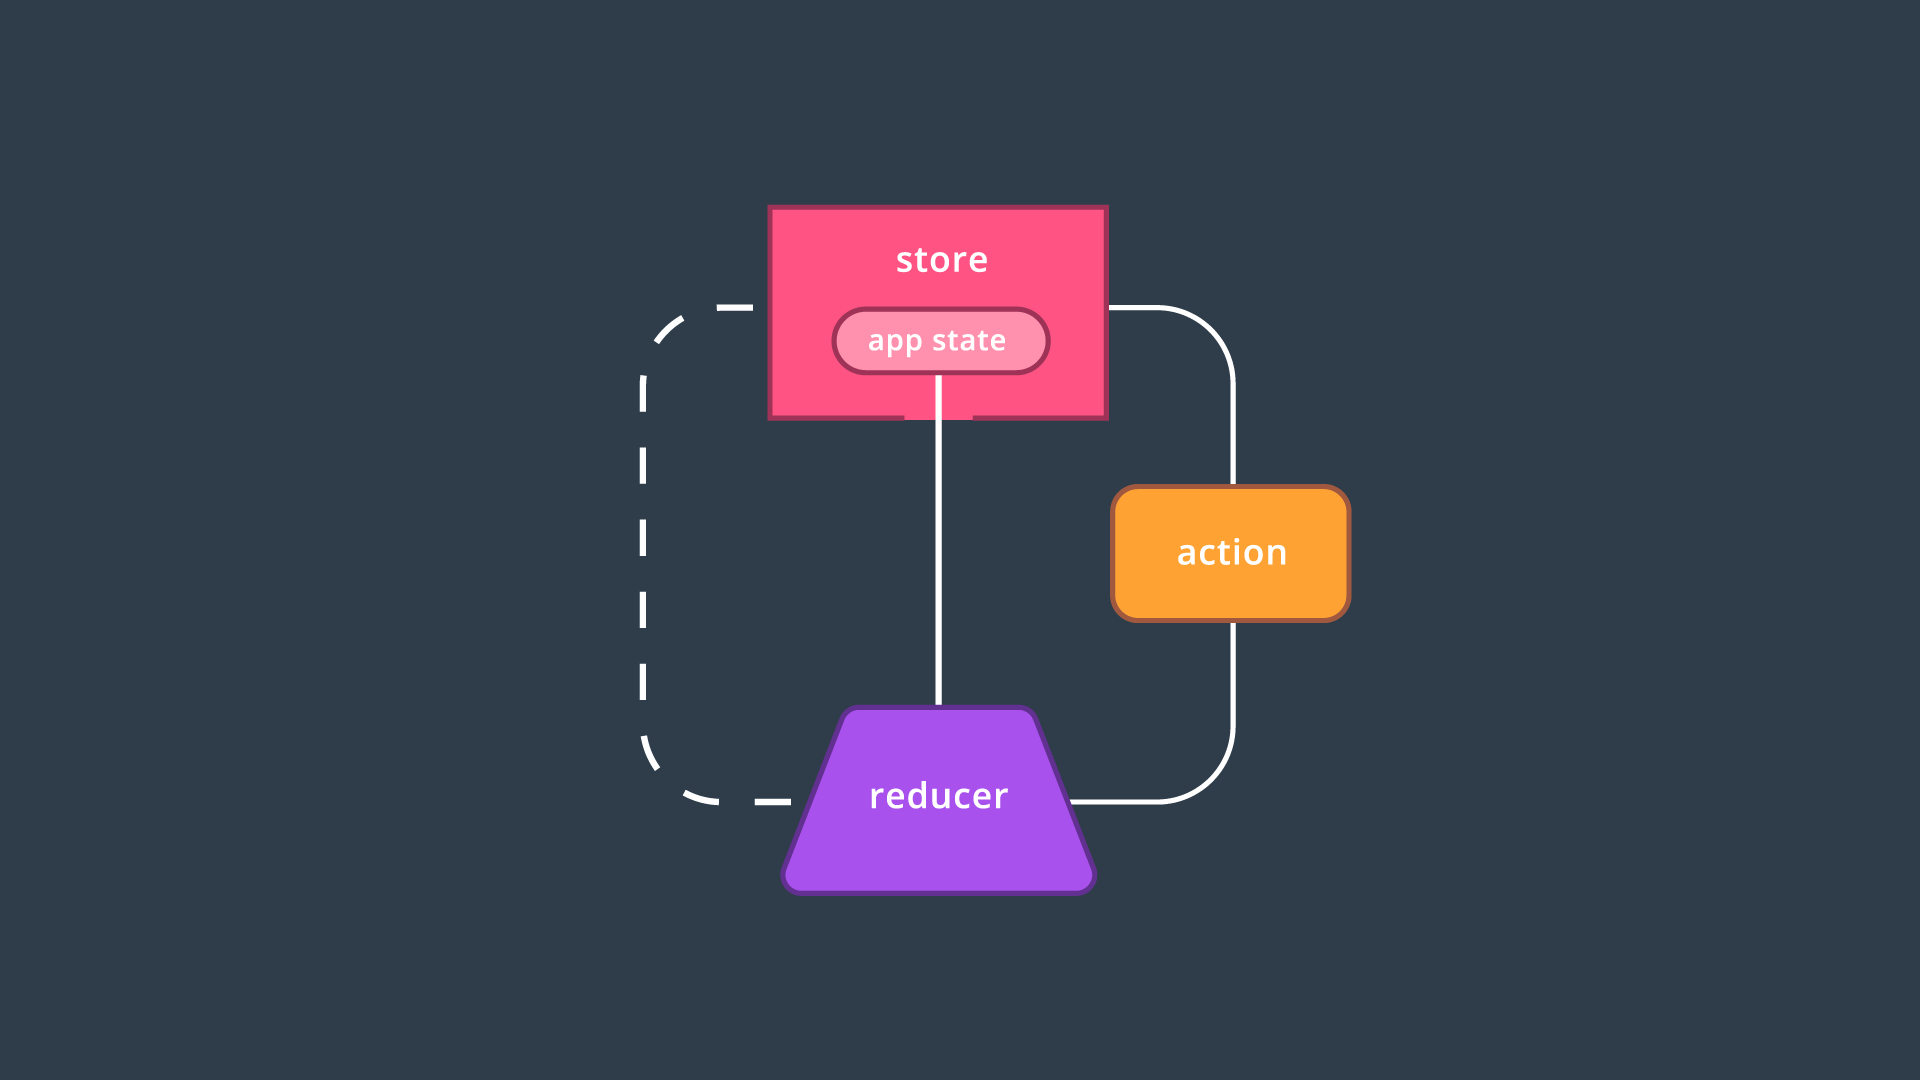 store
app state
action
reducer